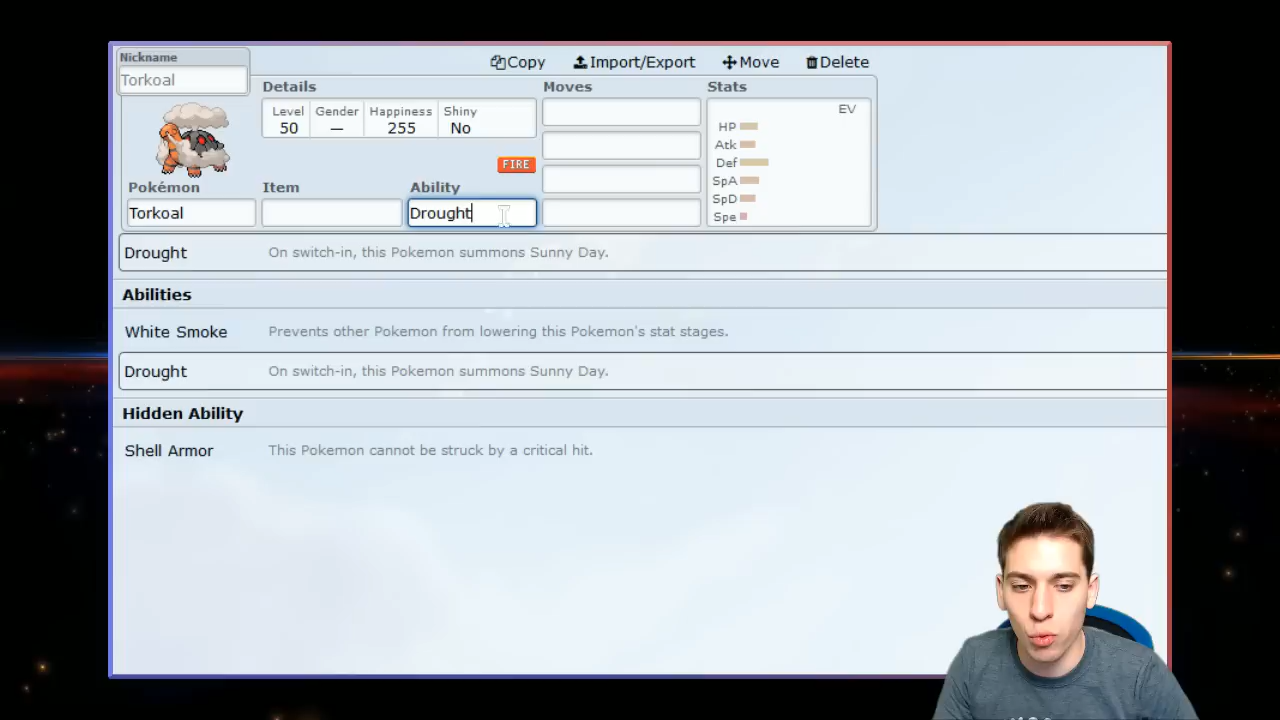 Nickname
Torkoal
Copy Import/Export Move Delete
Details Moves Stats
Level Gender Happiness Shiny
50 — 255 No
EV
HP
Atk
Def
SpA
SpD
Spe
FIRE
Pokémon Item Ability
Torkoal Drought
Drought On switch-in, this Pokemon summons Sunny Day.
Abilities
White Smoke Prevents other Pokemon from lowering this Pokemon's stat stages.
Drought On switch-in, this Pokemon summons Sunny Day.
Hidden Ability
Shell Armor This Pokemon cannot be struck by a critical hit.